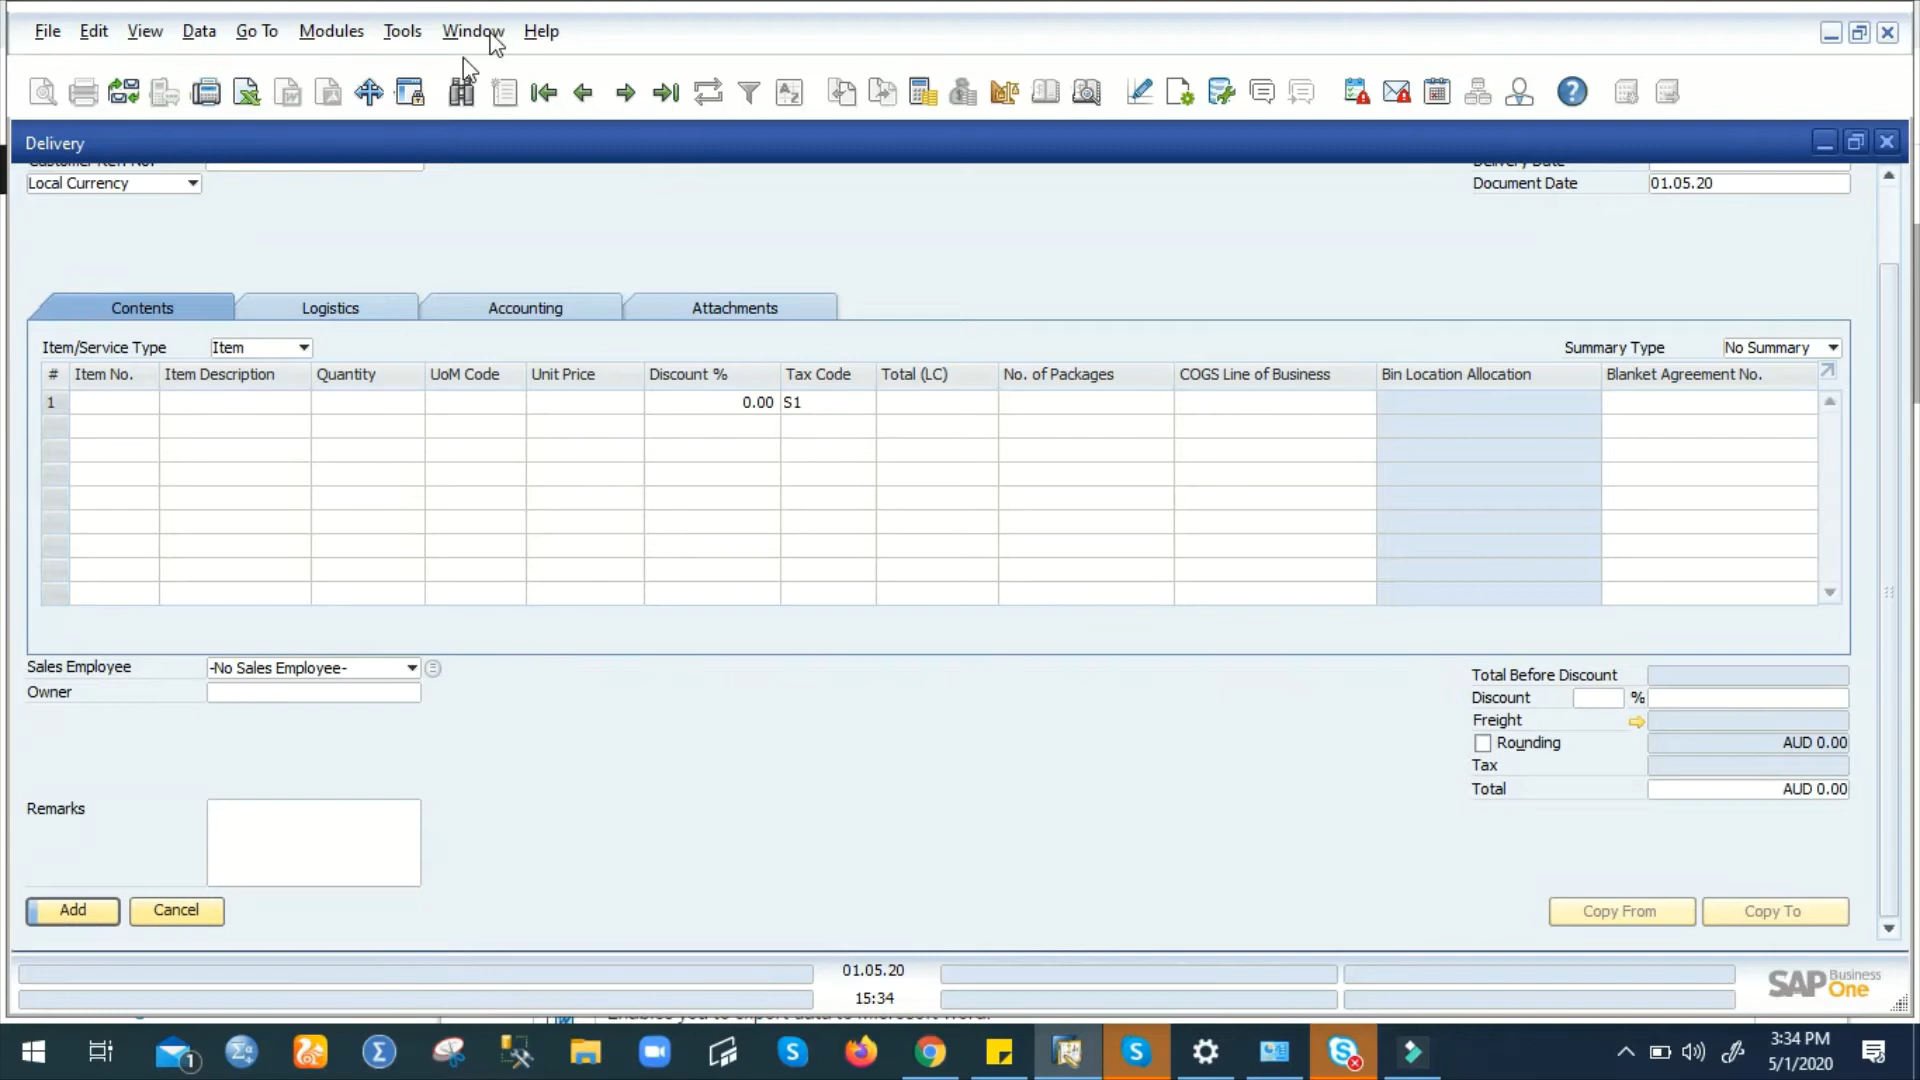 File Edit View Data Go To Modules Tools Window Help
Delivery
Local Currency
Document Date 01.05.20
Contents Logistics Accounting Attachments
Item/Service Type Item Summary Type No Summary
# Item No. Item Description Quantity UoM Code Unit Price Discount % Tax Code Total (LC) No. of Packages COGS Line of Business Bin Location Allocation Blanket Agreement No.
1 0.00 S1
Sales Employee -No Sales Employee-
Owner
Total Before Discount
Discount %
Freight
Rounding AUD 0.00
Tax
Total AUD 0.00
Remarks
Add Cancel Copy From Copy To
01.05.20
15:34
SAP Business One
3:34 PM
5/1/2020